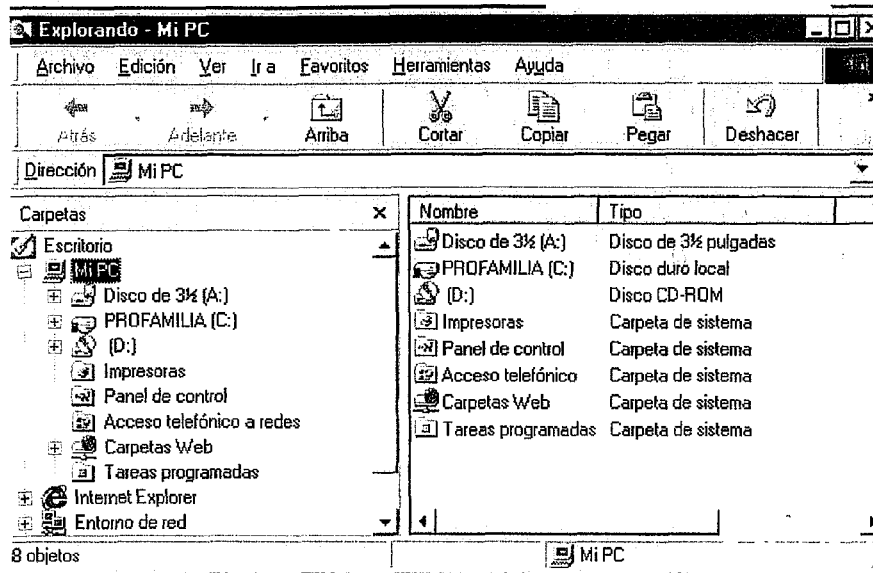 Explorando - Mi PC
Archivo Edición Ver Ir a Favoritos Herramientas Ayuda
Atrás Adelante Arriba Cortar Copiar Pegar Deshacer
Dirección Mi PC
Carpetas
Escritorio
Mi PC
Disco de 3½ (A:)
PROFAMILIA (C:)
(D:)
Impresoras
Panel de control
Acceso telefónico a redes
Carpetas Web
Tareas programadas
Internet Explorer
Entorno de red
Nombre Tipo
Disco de 3½ (A:) Disco de 3½ pulgadas
PROFAMILIA (C:) Disco duro local
(D:) Disco CD-ROM
Impresoras Carpeta de sistema
Panel de control Carpeta de sistema
Acceso telefónico Carpeta de sistema
Carpetas Web Carpeta de sistema
Tareas programadas Carpeta de sistema
8 objetos Mi PC